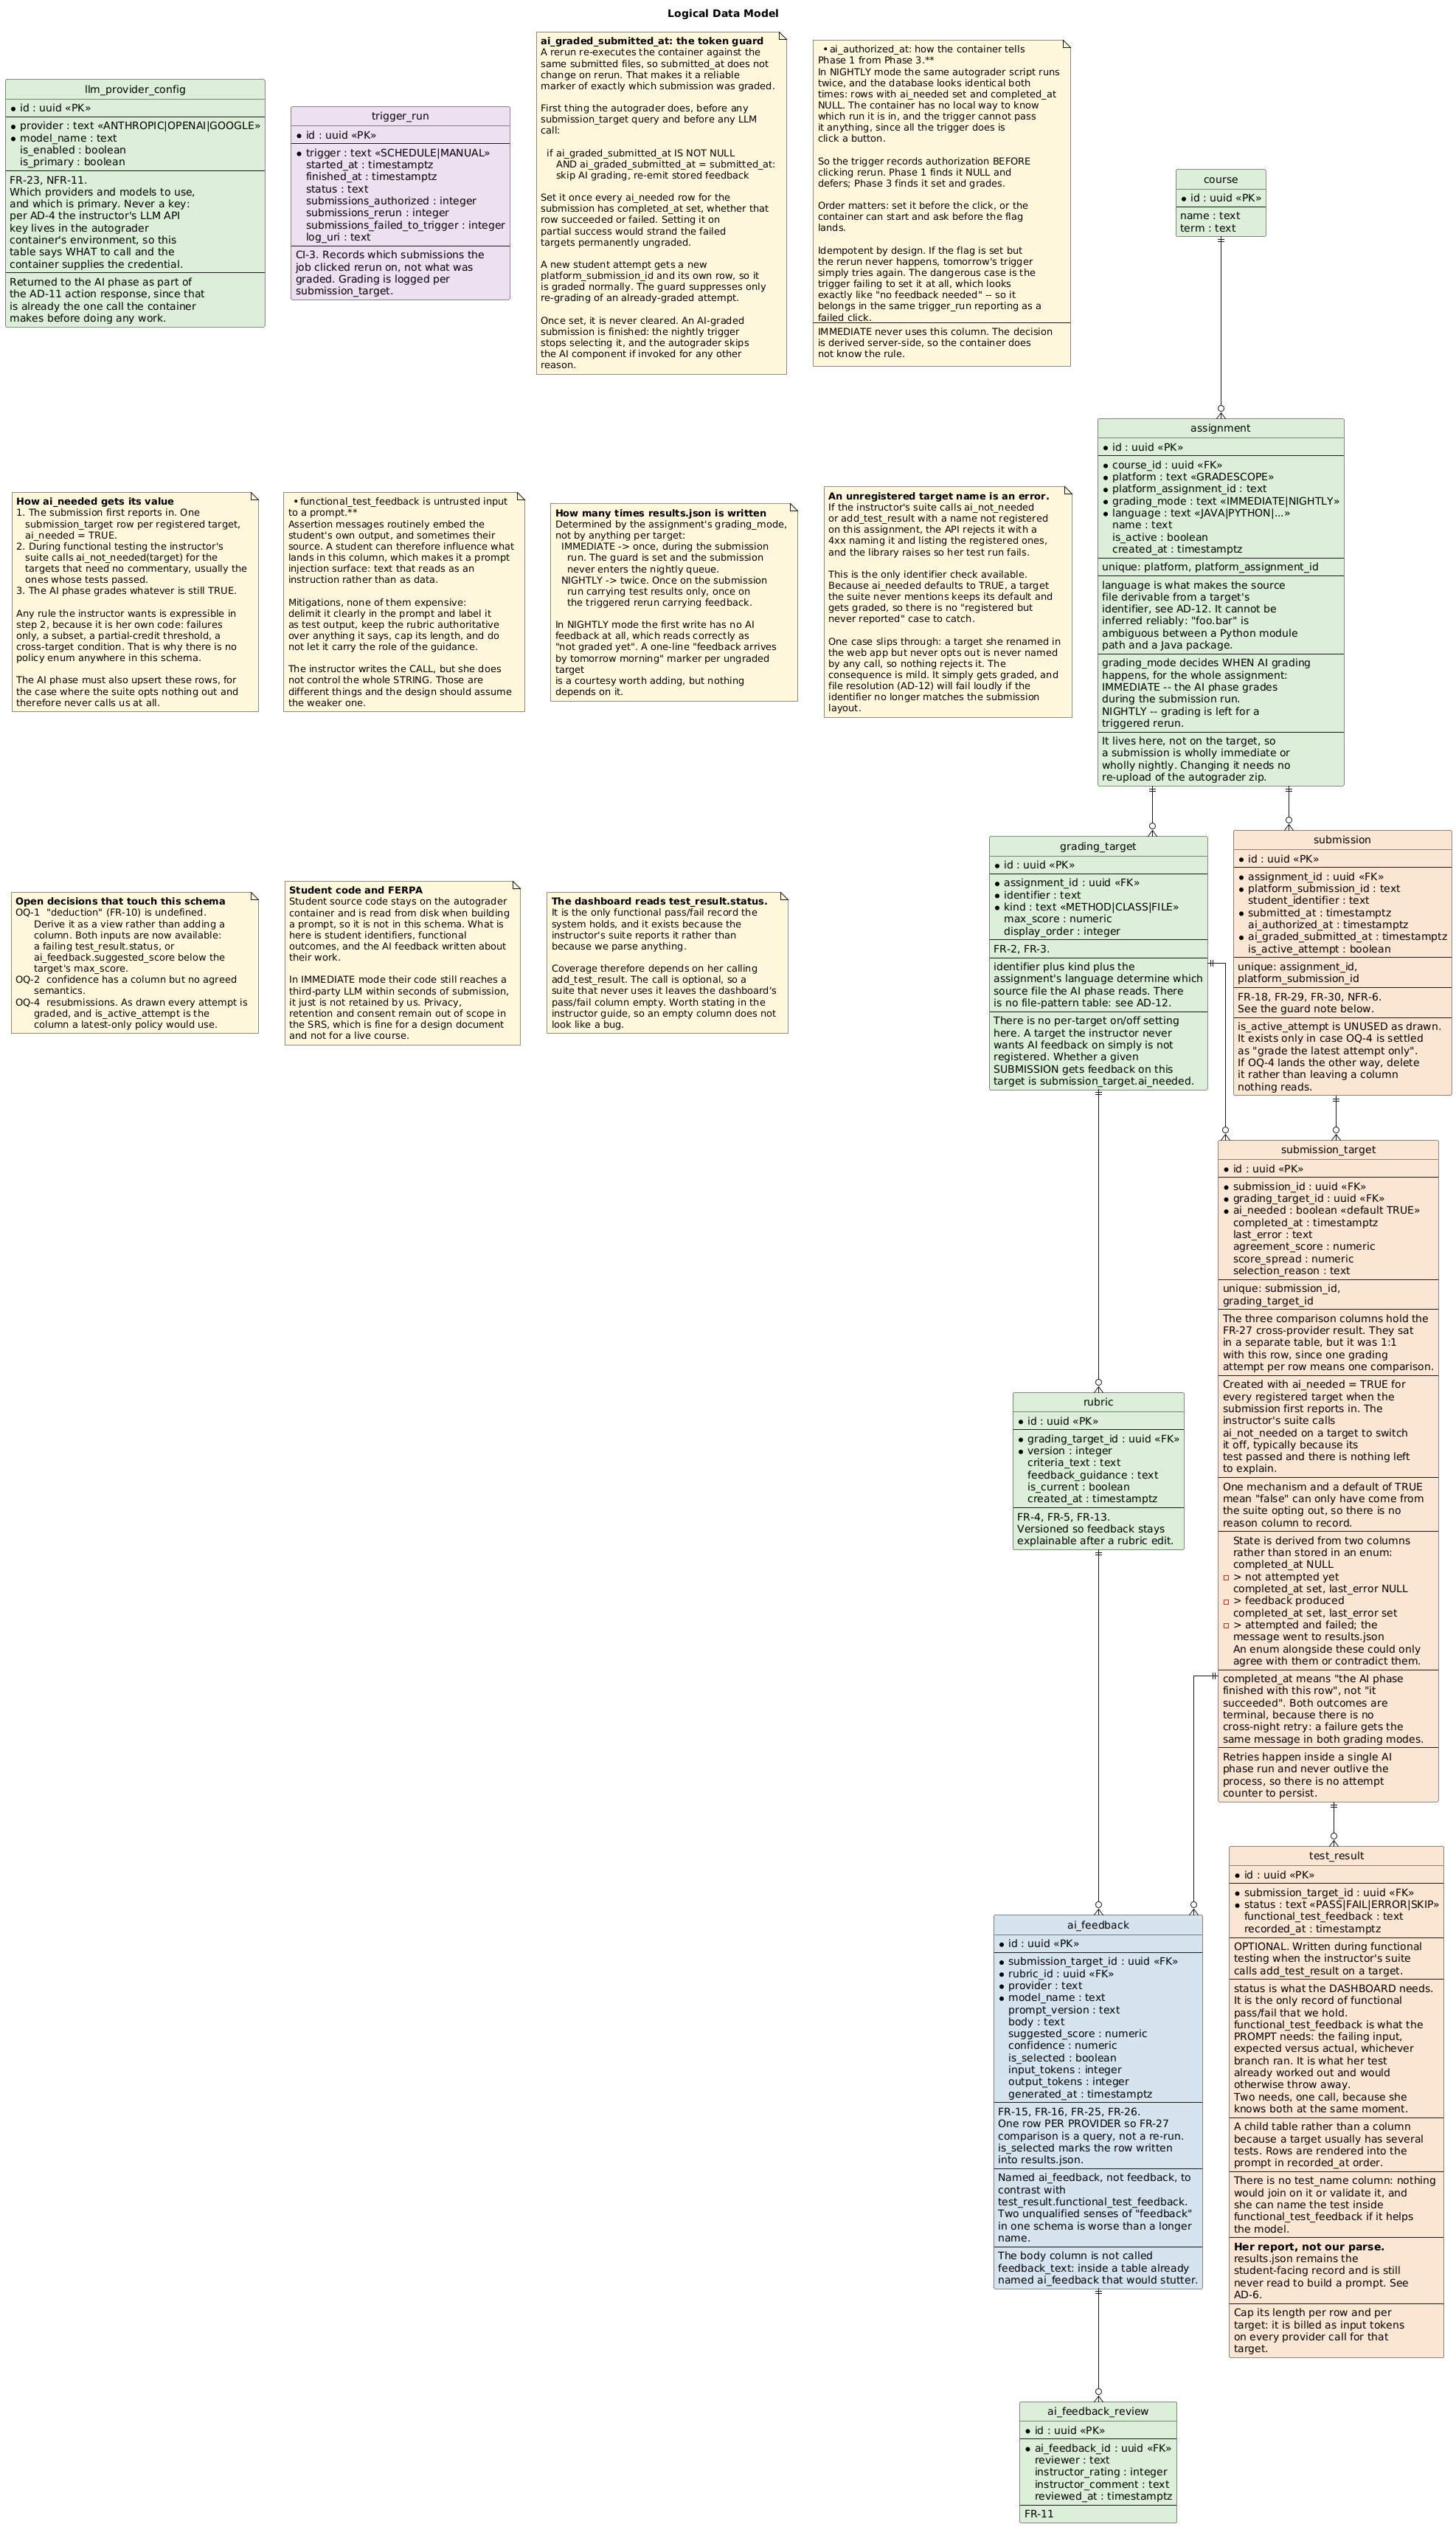 Logical Data Model
llm_provider_config
• id : uuid «PK»
• provider : text «ANTHROPIC|OPENAI|GOOGLE»
• model_name : text
is_enabled : boolean
is_primary : boolean
FR-23, NFR-11.
Which providers and models to use,
and which is primary. Never a key:
per AD-4 the instructor's LLM API
key lives in the autograder
container's environment, so this
table says WHAT to call and the
container supplies the credential.
Returned to the AI phase as part of
the AD-11 action response, since that
is already the one call the container
makes before doing any work.
trigger_run
• id : uuid «PK»
• trigger : text «SCHEDULE|MANUAL»
started_at : timestamptz
finished_at : timestamptz
status : text
submissions_authorized : integer
submissions_rerun : integer
submissions_failed_to_trigger : integer
log_uri : text
CI-3. Records which submissions the
job clicked rerun on, not what was
graded. Grading is logged per
submission_target.
ai_graded_submitted_at: the token guard
A rerun re-executes the container against the
same submitted files, so submitted_at does not
change on rerun. That makes it a reliable
marker of exactly which submission was graded.
First thing the autograder does, before any
submission_target query and before any LLM
call:
if ai_graded_submitted_at IS NOT NULL
AND ai_graded_submitted_at = submitted_at:
skip AI grading, re-emit stored feedback
Set it once every ai_needed row for the
submission has completed_at set, whether that
row succeeded or failed. Setting it on
partial success would strand the failed
targets permanently ungraded.
A new student attempt gets a new
platform_submission_id and its own row, so it
is graded normally. The guard suppresses only
re-grading of an already-graded attempt.
Once set, it is never cleared. An AI-graded
submission is finished: the nightly trigger
stops selecting it, and the autograder skips
the AI component if invoked for any other
reason.
• ai_authorized_at: how the container tells
Phase 1 from Phase 3.**
In NIGHTLY mode the same autograder script runs
twice, and the database looks identical both
times: rows with ai_needed set and completed_at
NULL. The container has no local way to know
which run it is in, and the trigger cannot pass
it anything, since all the trigger does is
click a button.
So the trigger records authorization BEFORE
clicking rerun. Phase 1 finds it NULL and
defers; Phase 3 finds it set and grades.
Order matters: set it before the click, or the
container can start and ask before the flag
lands.
Idempotent by design. If the flag is set but
the rerun never happens, tomorrow's trigger
simply tries again. The dangerous case is the
trigger failing to set it at all, which looks
exactly like "no feedback needed" -- so it
belongs in the same trigger_run reporting as a
failed click.
IMMEDIATE never uses this column. The decision
is derived server-side, so the container does
not know the rule.
course
• id : uuid «PK»
name : text
term : text
How ai_needed gets its value
1. The submission first reports in. One
submission_target row per registered target,
ai_needed = TRUE.
2. During functional testing the instructor's
suite calls ai_not_needed(target) for the
targets that need no commentary, usually the
ones whose tests passed.
3. The AI phase grades whatever is still TRUE.
Any rule the instructor wants is expressible in
step 2, because it is her own code: failures
only, a subset, a partial-credit threshold, a
cross-target condition. That is why there is no
policy enum anywhere in this schema.
The AI phase must also upsert these rows, for
the case where the suite opts nothing out and
therefore never calls us at all.
• functional_test_feedback is untrusted input
to a prompt.**
Assertion messages routinely embed the
student's own output, and sometimes their
source. A student can therefore influence what
lands in this column, which makes it a prompt
injection surface: text that reads as an
instruction rather than as data.
Mitigations, none of them expensive:
delimit it clearly in the prompt and label it
as test output, keep the rubric authoritative
over anything it says, cap its length, and do
not let it carry the role of the guidance.
The instructor writes the CALL, but she does
not control the whole STRING. Those are
different things and the design should assume
the weaker one.
How many times results.json is written
Determined by the assignment's grading_mode,
not by anything per target:
IMMEDIATE -> once, during the submission
run. The guard is set and the submission
never enters the nightly queue.
NIGHTLY -> twice. Once on the submission
run carrying test results only, once on
the triggered rerun carrying feedback.
In NIGHTLY mode the first write has no AI
feedback at all, which reads correctly as
"not graded yet". A one-line "feedback arrives
by tomorrow morning" marker per ungraded
target
is a courtesy worth adding, but nothing
depends on it.
An unregistered target name is an error.
If the instructor's suite calls ai_not_needed
or add_test_result with a name not registered
on this assignment, the API rejects it with a
4xx naming it and listing the registered ones,
and the library raises so her test run fails.
This is the only identifier check available.
Because ai_needed defaults to TRUE, a target
the suite never mentions keeps its default and
gets graded, so there is no "registered but
never reported" case to catch.
One case slips through: a target she renamed in
the web app but never opts out is never named
by any call, so nothing rejects it. The
consequence is mild. It simply gets graded, and
file resolution (AD-12) will fail loudly if the
identifier no longer matches the submission
layout.
assignment
• id : uuid «PK»
• course_id : uuid «FK»
• platform : text «GRADESCOPE»
• platform_assignment_id : text
• grading_mode : text «IMMEDIATE|NIGHTLY»
• language : text «JAVA|PYTHON|...»
name : text
is_active : boolean
created_at : timestamptz
unique: platform, platform_assignment_id
language is what makes the source
file derivable from a target's
identifier, see AD-12. It cannot be
inferred reliably: "foo.bar" is
ambiguous between a Python module
path and a Java package.
grading_mode decides WHEN AI grading
happens, for the whole assignment:
IMMEDIATE -- the AI phase grades
during the submission run.
NIGHTLY -- grading is left for a
triggered rerun.
It lives here, not on the target, so
a submission is wholly immediate or
wholly nightly. Changing it needs no
re-upload of the autograder zip.
Open decisions that touch this schema
OQ-1 "deduction" (FR-10) is undefined.
Derive it as a view rather than adding a
column. Both inputs are now available:
a failing test_result.status, or
ai_feedback.suggested_score below the
target's max_score.
OQ-2 confidence has a column but no agreed
semantics.
OQ-4 resubmissions. As drawn every attempt is
graded, and is_active_attempt is the
column a latest-only policy would use.
Student code and FERPA
Student source code stays on the autograder
container and is read from disk when building
a prompt, so it is not in this schema. What is
here is student identifiers, functional
outcomes, and the AI feedback written about
their work.
In IMMEDIATE mode their code still reaches a
third-party LLM within seconds of submission,
it just is not retained by us. Privacy,
retention and consent remain out of scope in
the SRS, which is fine for a design document
and not for a live course.
The dashboard reads test_result.status.
It is the only functional pass/fail record the
system holds, and it exists because the
instructor's suite reports it rather than
because we parse anything.
Coverage therefore depends on her calling
add_test_result. The call is optional, so a
suite that never uses it leaves the dashboard's
pass/fail column empty. Worth stating in the
instructor guide, so an empty column does not
look like a bug.
grading_target
• id : uuid «PK»
• assignment_id : uuid «FK»
• identifier : text
• kind : text «METHOD|CLASS|FILE»
max_score : numeric
display_order : integer
FR-2, FR-3.
identifier plus kind plus the
assignment's language determine which
source file the AI phase reads. There
is no file-pattern table: see AD-12.
There is no per-target on/off setting
here. A target the instructor never
wants AI feedback on simply is not
registered. Whether a given
SUBMISSION gets feedback on this
target is submission_target.ai_needed.
submission
• id : uuid «PK»
• assignment_id : uuid «FK»
• platform_submission_id : text
student_identifier : text
• submitted_at : timestamptz
ai_authorized_at : timestamptz
• ai_graded_submitted_at : timestamptz
is_active_attempt : boolean
unique: assignment_id,
platform_submission_id
FR-18, FR-29, FR-30, NFR-6.
See the guard note below.
is_active_attempt is UNUSED as drawn.
It exists only in case OQ-4 is settled
as "grade the latest attempt only".
If OQ-4 lands the other way, delete
it rather than leaving a column
nothing reads.
submission_target
• id : uuid «PK»
• submission_id : uuid «FK»
• grading_target_id : uuid «FK»
• ai_needed : boolean «default TRUE»
completed_at : timestamptz
last_error : text
agreement_score : numeric
score_spread : numeric
selection_reason : text
unique: submission_id,
grading_target_id
The three comparison columns hold the
FR-27 cross-provider result. They sat
in a separate table, but it was 1:1
with this row, since one grading
attempt per row means one comparison.
Created with ai_needed = TRUE for
every registered target when the
submission first reports in. The
instructor's suite calls
ai_not_needed on a target to switch
it off, typically because its
test passed and there is nothing left
to explain.
One mechanism and a default of TRUE
mean "false" can only have come from
the suite opting out, so there is no
reason column to record.
State is derived from two columns
rather than stored in an enum:
completed_at NULL
> not attempted yet
completed_at set, last_error NULL
> feedback produced
completed_at set, last_error set
> attempted and failed; the
message went to results.json
An enum alongside these could only
agree with them or contradict them.
completed_at means "the AI phase
finished with this row", not "it
succeeded". Both outcomes are
terminal, because there is no
cross-night retry: a failure gets the
same message in both grading modes.
Retries happen inside a single AI
phase run and never outlive the
process, so there is no attempt
counter to persist.
rubric
• id : uuid «PK»
• grading_target_id : uuid «FK»
• version : integer
criteria_text : text
feedback_guidance : text
is_current : boolean
created_at : timestamptz
FR-4, FR-5, FR-13.
Versioned so feedback stays
explainable after a rubric edit.
test_result
• id : uuid «PK»
• submission_target_id : uuid «FK»
• status : text «PASS|FAIL|ERROR|SKIP»
functional_test_feedback : text
recorded_at : timestamptz
OPTIONAL. Written during functional
testing when the instructor's suite
calls add_test_result on a target.
status is what the DASHBOARD needs.
It is the only record of functional
pass/fail that we hold.
functional_test_feedback is what the
PROMPT needs: the failing input,
expected versus actual, whichever
branch ran. It is what her test
already worked out and would
otherwise throw away.
Two needs, one call, because she
knows both at the same moment.
A child table rather than a column
because a target usually has several
tests. Rows are rendered into the
prompt in recorded_at order.
There is no test_name column: nothing
would join on it or validate it, and
she can name the test inside
functional_test_feedback if it helps
the model.
Her report, not our parse.
results.json remains the
student-facing record and is still
never read to build a prompt. See
AD-6.
Cap its length per row and per
target: it is billed as input tokens
on every provider call for that
target.
ai_feedback
• id : uuid «PK»
• submission_target_id : uuid «FK»
• rubric_id : uuid «FK»
• provider : text
• model_name : text
prompt_version : text
body : text
suggested_score : numeric
confidence : numeric
is_selected : boolean
input_tokens : integer
output_tokens : integer
generated_at : timestamptz
FR-15, FR-16, FR-25, FR-26.
One row PER PROVIDER so FR-27
comparison is a query, not a re-run.
is_selected marks the row written
into results.json.
Named ai_feedback, not feedback, to
contrast with
test_result.functional_test_feedback.
Two unqualified senses of "feedback"
in one schema is worse than a longer
name.
The body column is not called
feedback_text: inside a table already
named ai_feedback that would stutter.
ai_feedback_review
• id : uuid «PK»
• ai_feedback_id : uuid «FK»
reviewer : text
instructor_rating : integer
instructor_comment : text
reviewed_at : timestamptz
FR-11